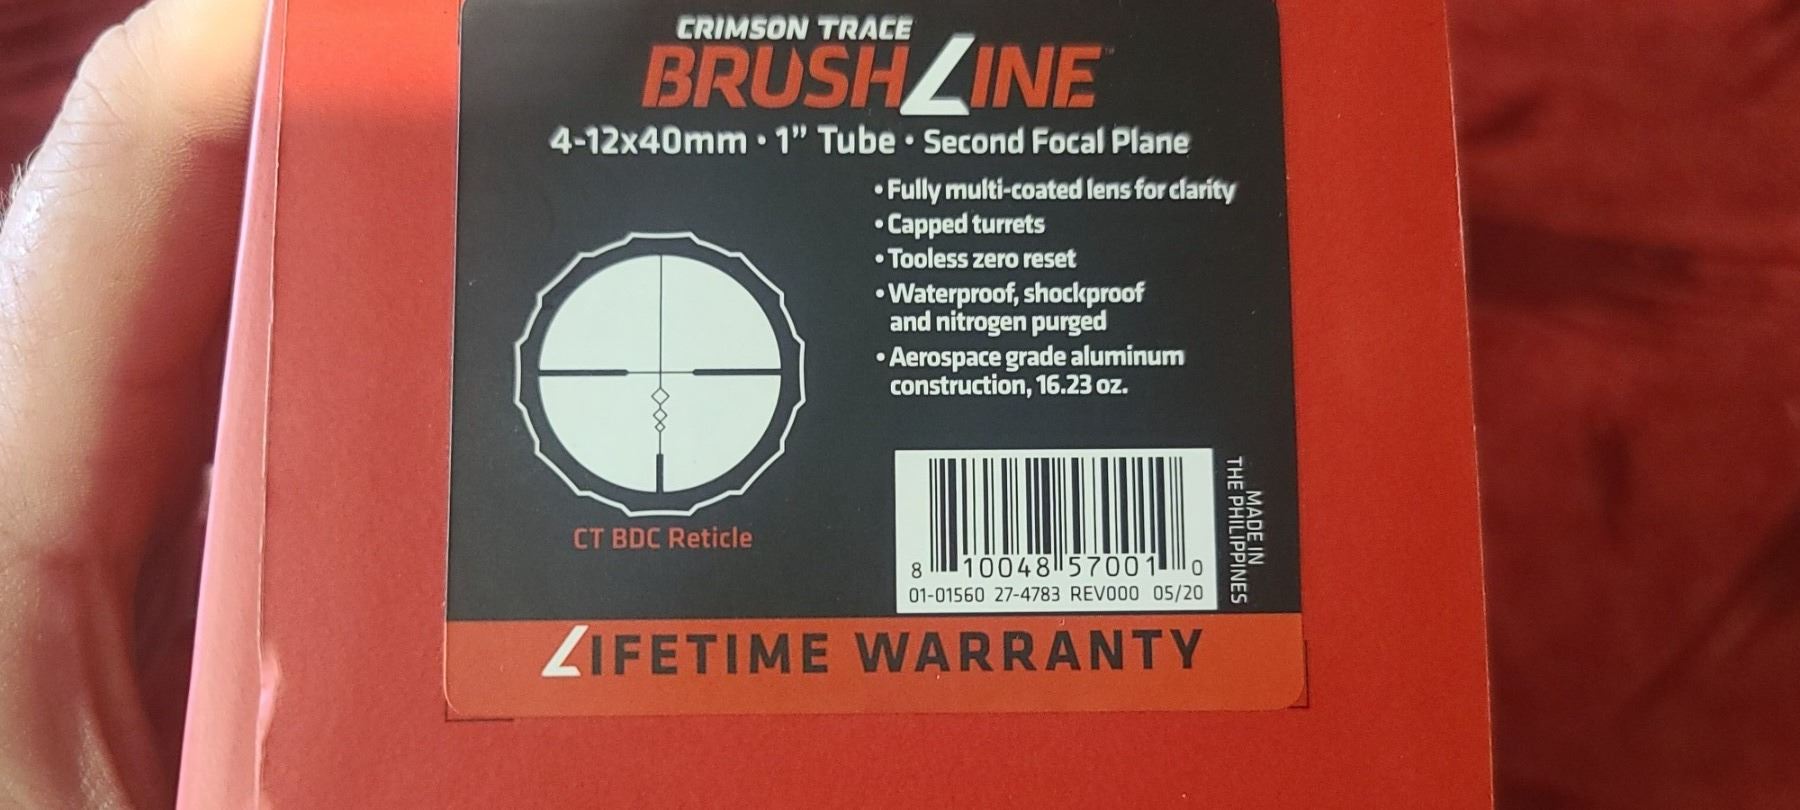 CRIMSON TRACE
BRUSHLINE™
4-12x40mm • 1” Tube • Second Focal Plane
• Fully multi-coated lens for clarity
• Capped turrets
• Tooless zero reset
• Waterproof, shockproof
and nitrogen purged
• Aerospace grade aluminum
construction, 16.23 oz.
CT BDC Reticle
8 10048 57001 0
01-01560 27-4783 REV000 05/20
MADE IN
THE PHILIPPINES
LIFETIME WARRANTY